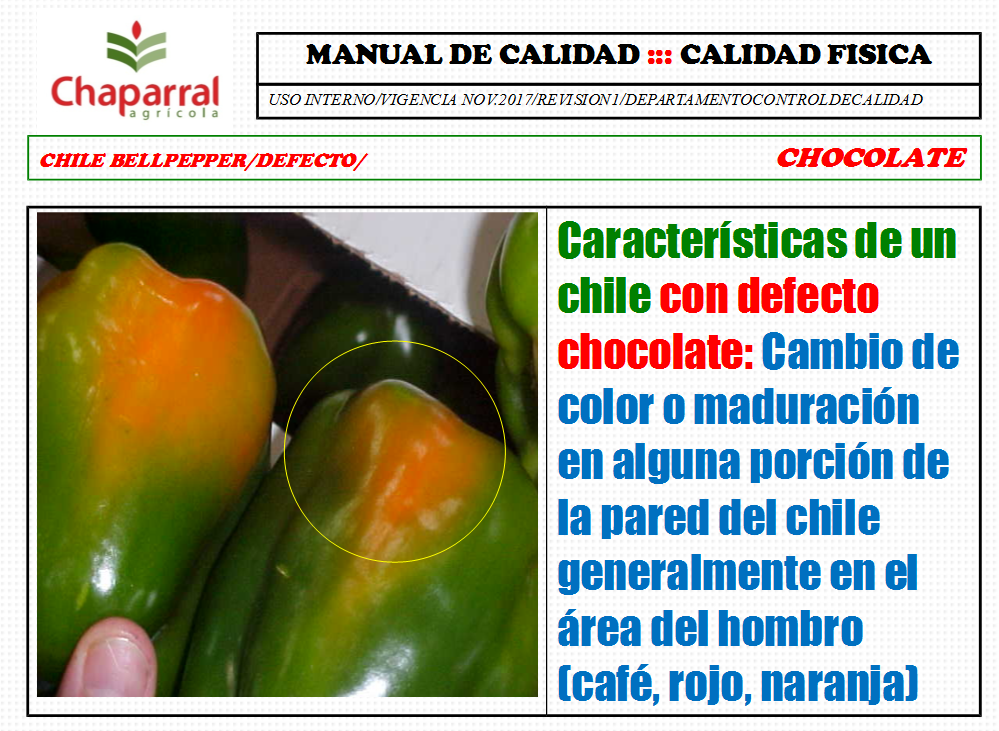 Chaparral
agrícola
MANUAL DE CALIDAD ::: CALIDAD FISICA
USO INTERNO/VIGENCIA NOV.2017/REVISION1/DEPARTAMENTOCONTROLDECALIDAD
CHILE BELLPEPPER/DEFECTO/
CHOCOLATE
Características de un
chile con defecto
chocolate: Cambio de
color o maduración
en alguna porción de
la pared del chile
generalmente en el
área del hombro
(café, rojo, naranja)